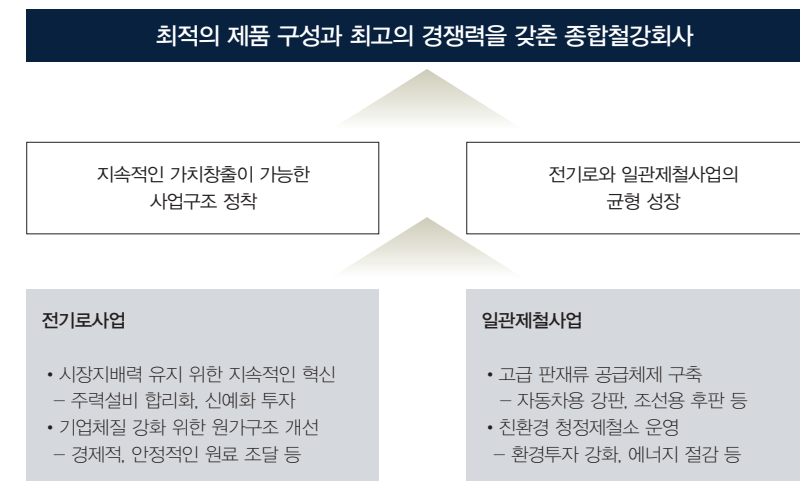 최적의 제품 구성과 최고의 경쟁력을 갖춘 종합철강회사
지속적인 가치창출이 가능한
사업구조 정착
전기로와 일관제철사업의
균형 성장
전기로사업
• 시장지배력 유지 위한 지속적인 혁신
– 주력설비 합리화, 신예화 투자
• 기업체질 강화 위한 원가구조 개선
– 경제적, 안정적인 원료 조달 등
일관제철사업
• 고급 판재류 공급체제 구축
– 자동차용 강판, 조선용 후판 등
• 친환경 청정제철소 운영
– 환경투자 강화, 에너지 절감 등